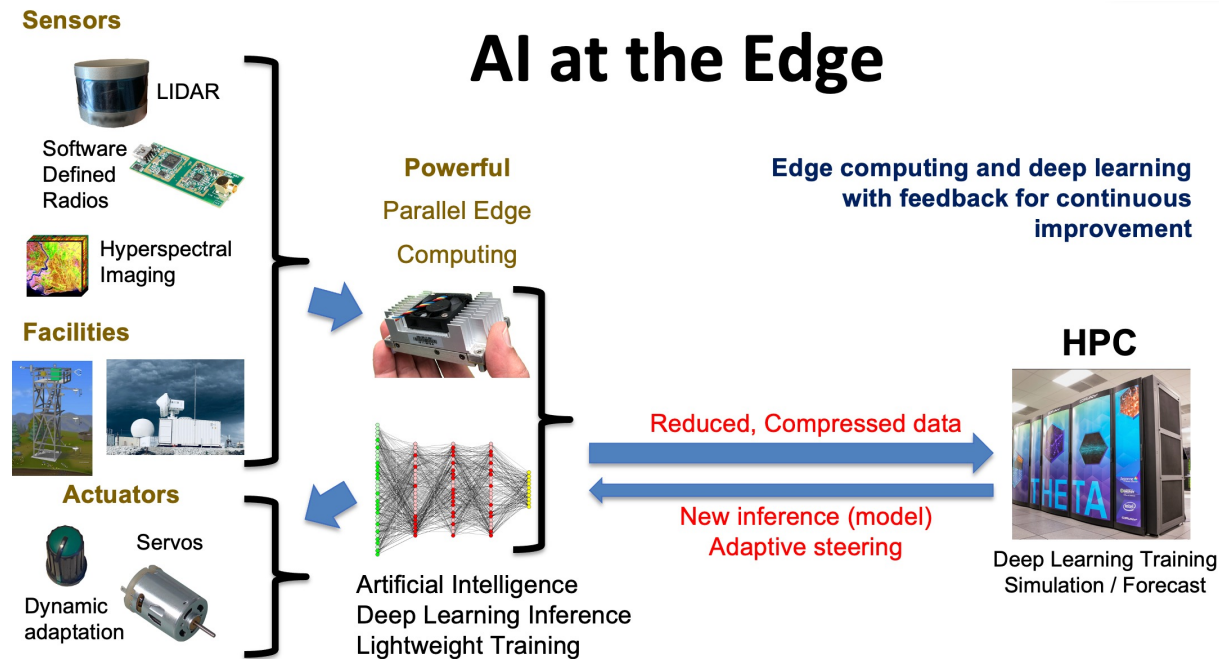 AI at the Edge
Sensors
LIDAR
Software
Defined
Radios
Hyperspectral
Imaging
Facilities
Actuators
Servos
Dynamic
adaptation
Powerful
Parallel Edge
Computing
Artificial Intelligence
Deep Learning Inference
Lightweight Training
Edge computing and deep learning
with feedback for continuous
improvement
Reduced, Compressed data
New inference (model)
Adaptive steering
HPC
THETA
Deep Learning Training
Simulation / Forecast